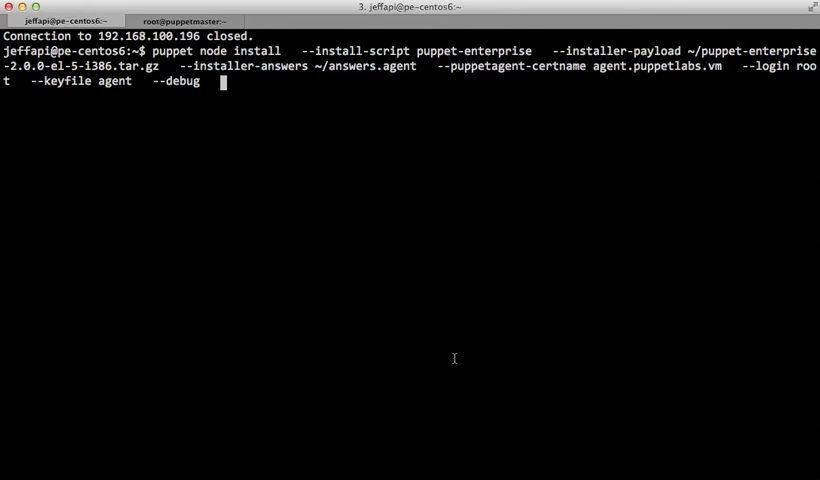 3. jeffapi@pe-centos6:~
jeffapi@pe-centos6:~
root@puppetmaster:~
Connection to 192.168.100.196 closed.
jeffapi@pe-centos6:~$ puppet node install   --install-script puppet-enterprise   --installer-payload ~/puppet-enterprise
-2.0.0-el-5-i386.tar.gz   --installer-answers ~/answers.agent   --puppetagent-certname agent.puppetlabs.vm   --login roo
t   --keyfile agent   --debug